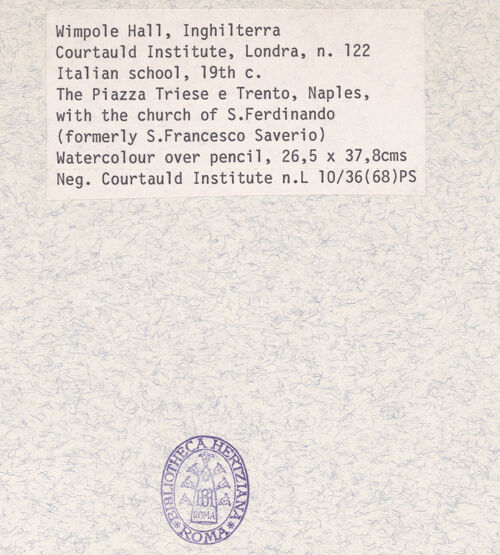 Wimpole Hall, Inghilterra
Courtauld Institute, Londra, n. 122
Italian school, 19th c.
The Piazza Triese e Trento, Naples,
with the church of S.Ferdinando
(formerly S.Francesco Saverio)
Watercolour over pencil, 26,5 x 37,8cms
Neg. Courtauld Institute n.L 10/36(68)PS
BIBLIOTHECA HERTZIANA
ROMA
* ROMA *